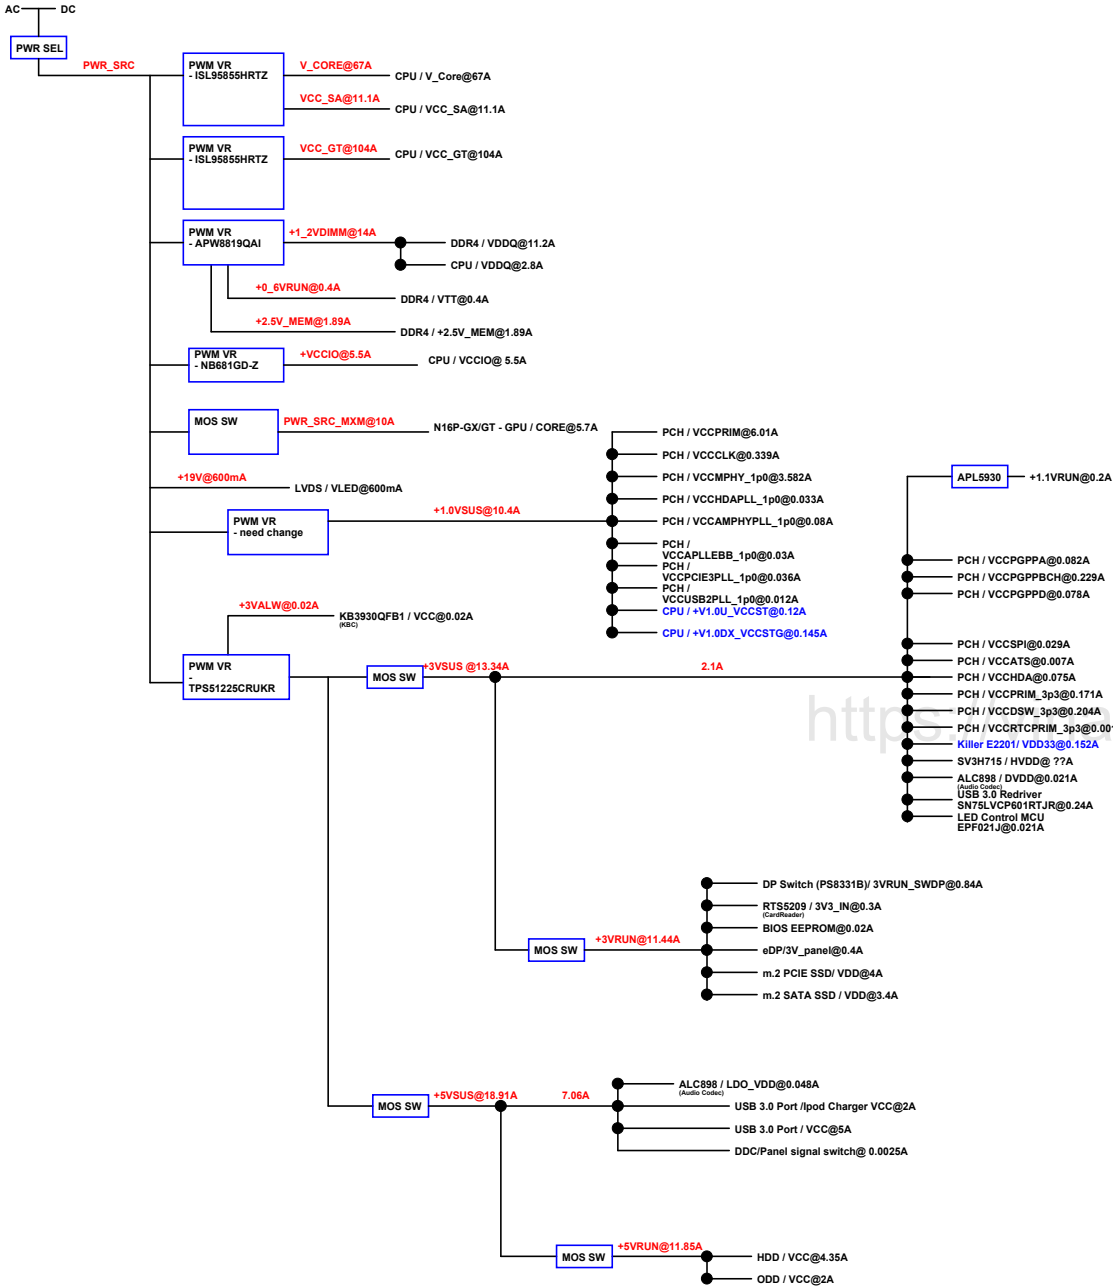 AC DC
PWR SEL
PWR_SRC
PWM VR
- ISL95855HRTZ
V_CORE@67A
CPU / V_Core@67A
VCC_SA@11.1A
CPU / VCC_SA@11.1A
PWM VR
- ISL95855HRTZ
VCC_GT@104A
CPU / VCC_GT@104A
PWM VR
- APW8819QAI
+1_2VDIMM@14A
DDR4 / VDDQ@11.2A
CPU / VDDQ@2.8A
+0_6VRUN@0.4A
DDR4 / VTT@0.4A
+2.5V_MEM@1.89A
DDR4 / +2.5V_MEM@1.89A
PWM VR
- NB681GD-Z
+VCCIO@5.5A
CPU / VCCIO@ 5.5A
MOS SW
PWR_SRC_MXM@10A
N16P-GX/GT - GPU / CORE@5.7A
+19V@600mA
LVDS / VLED@600mA
PWM VR
- need change
+1.0VSUS@10.4A
PCH / VCCPRIM@6.01A
PCH / VCCCLK@0.339A
PCH / VCCMPHY_1p0@3.582A
PCH / VCCHDAPLL_1p0@0.033A
PCH / VCCAMPHYPLL_1p0@0.08A
PCH /
VCCAPLLEBB_1p0@0.03A
PCH /
VCCPCIE3PLL_1p0@0.036A
PCH /
VCCUSB2PLL_1p0@0.012A
CPU / +V1.0U_VCCST@0.12A
CPU / +V1.0DX_VCCSTG@0.145A
+3VALW@0.02A
KB3930QFB1 / VCC@0.02A
(KBC)
PWM VR
-
TPS51225CRUKR
MOS SW
+3VSUS @13.34A
2.1A
APL5930
+1.1VRUN@0.2A
PCH / VCCPGPPA@0.082A
PCH / VCCPGPPBCH@0.229A
PCH / VCCPGPPD@0.078A
PCH / VCCSPI@0.029A
PCH / VCCATS@0.007A
PCH / VCCHDA@0.075A
PCH / VCCPRIM_3p3@0.171A
PCH / VCCDSW_3p3@0.204A
PCH / VCCRTCPRIM_3p3@0.001
Killer E2201/ VDD33@0.152A
SV3H715 / HVDD@ ??A
ALC898 / DVDD@0.021A
(Audio Codec)
USB 3.0 Redriver
SN75LVCP601RTJR@0.24A
LED Control MCU
EPF021J@0.021A
https://vina
MOS SW
+3VRUN@11.44A
DP Switch (PS8331B)/ 3VRUN_SWDP@0.84A
RTS5209 / 3V3_IN@0.3A
(CardReader)
BIOS EEPROM@0.02A
eDP/3V_panel@0.4A
m.2 PCIE SSD/ VDD@4A
m.2 SATA SSD / VDD@3.4A
MOS SW
+5VSUS@18.91A
7.06A
ALC898 / LDO_VDD@0.048A
(Audio Codec)
USB 3.0 Port /Ipod Charger VCC@2A
USB 3.0 Port / VCC@5A
DDC/Panel signal switch@ 0.0025A
MOS SW
+5VRUN@11.85A
HDD / VCC@4.35A
ODD / VCC@2A